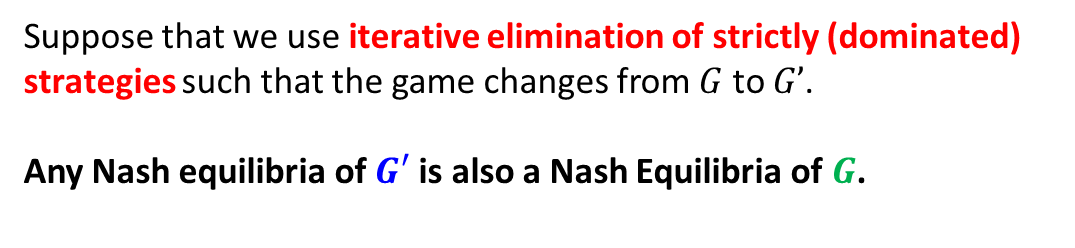 Suppose that we use iterative elimination of strictly (dominated)
strategies such that the game changes from G to G’.
Any Nash equilibria of G′ is also a Nash Equilibria of G.